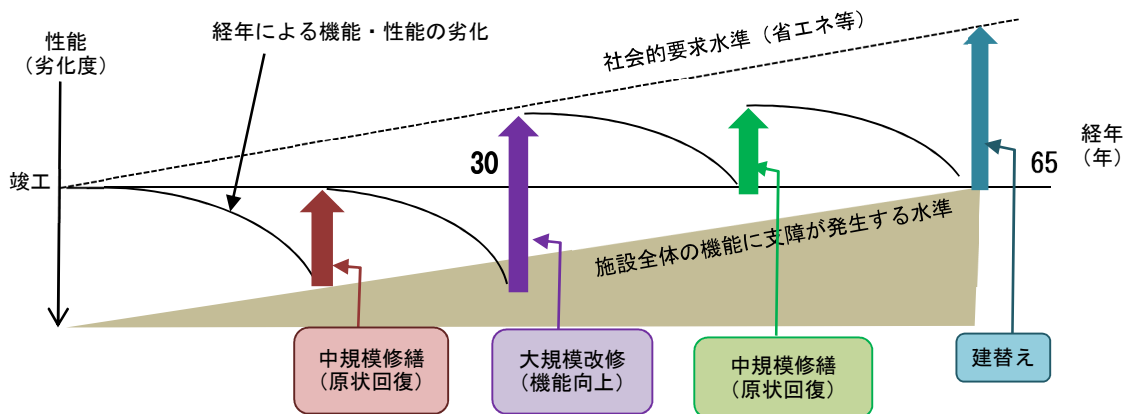 経年による機能・性能の劣化
性能
（劣化度）
社会的要求水準（省エネ等）
経年
（年）
30
65
竣工
施設全体の機能に支障が発生する水準
中規模修繕
（原状回復）
大規模改修
（機能向上）
中規模修繕
（原状回復）
建替え